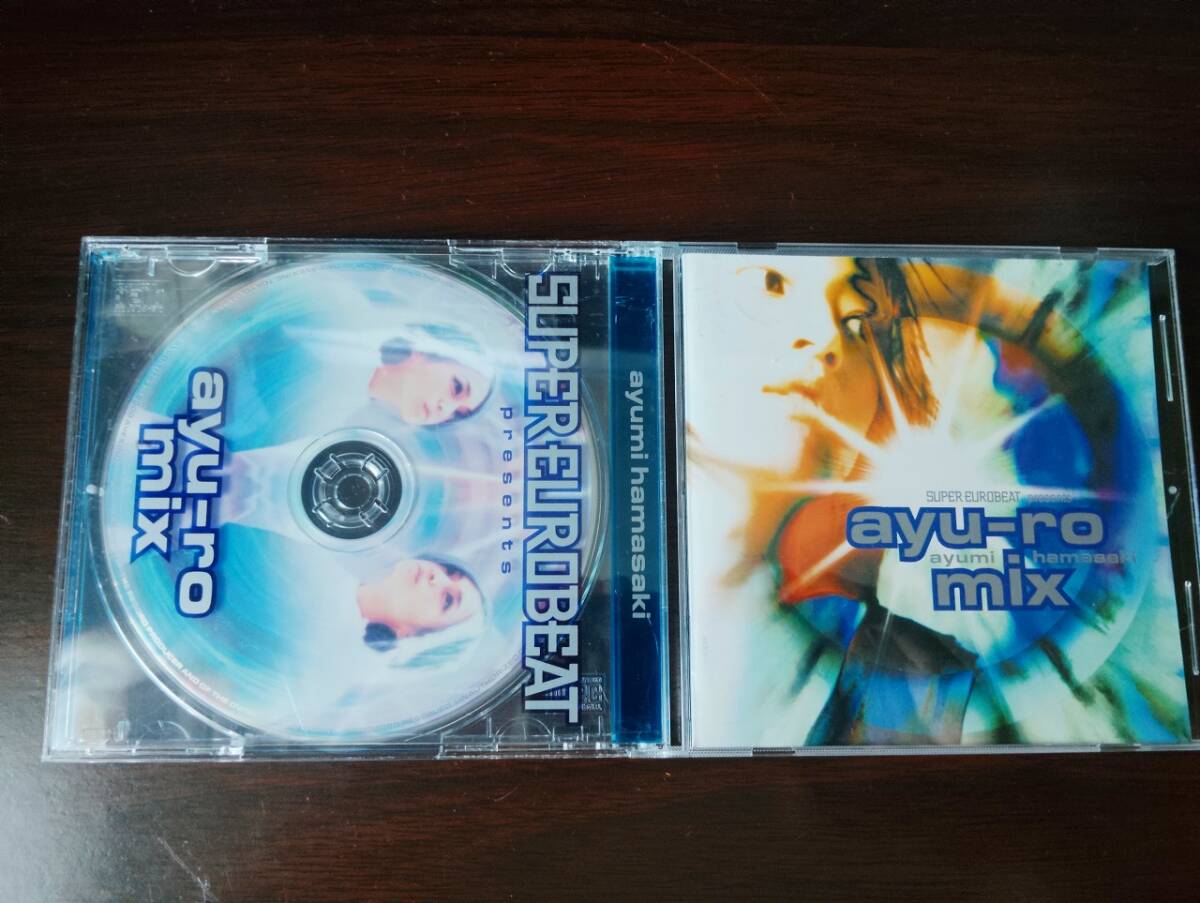 SUPER EUROBEAT
presents
ayu-ro
mix
ayumi hamasaki
SUPER EUROBEAT presents
ayu-ro
ayumi hamasaki
mix